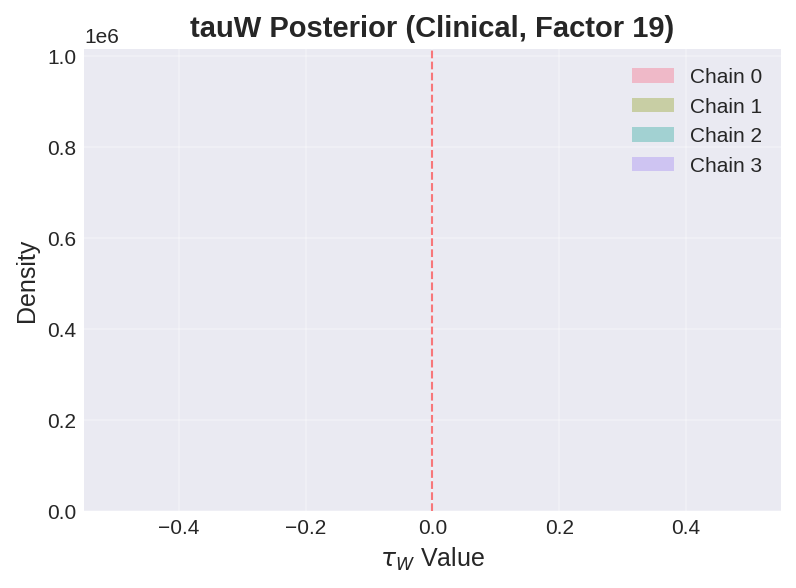 tauW Posterior (Clinical, Factor 19)
1e6
1.0
0.8
0.6
0.4
0.2
0.0
Density
Chain 0
Chain 1
Chain 2
Chain 3
−0.4 −0.2 0.0 0.2 0.4
τ_W Value